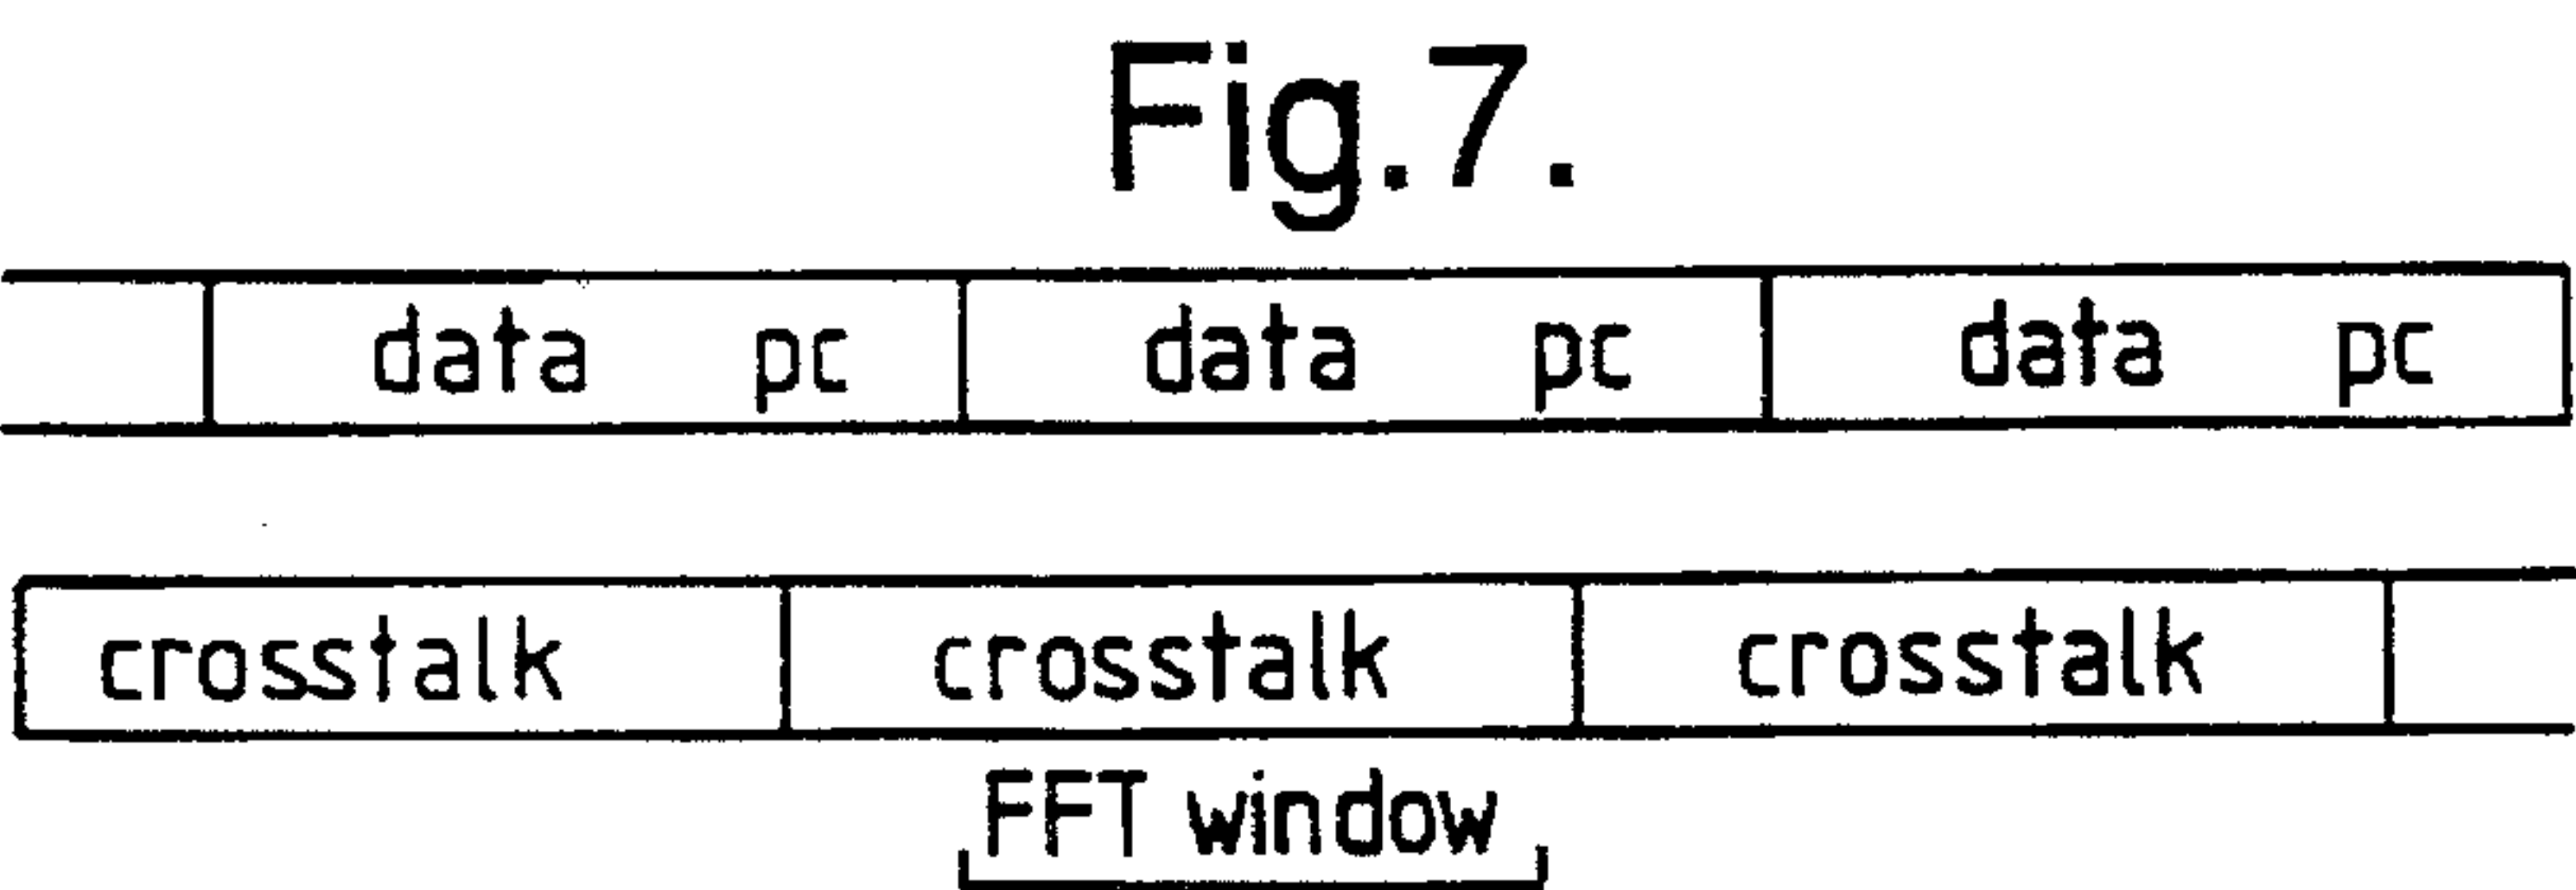 Fig.7.
data pc data pc data pc
crosstalk crosstalk crosstalk
FFT window